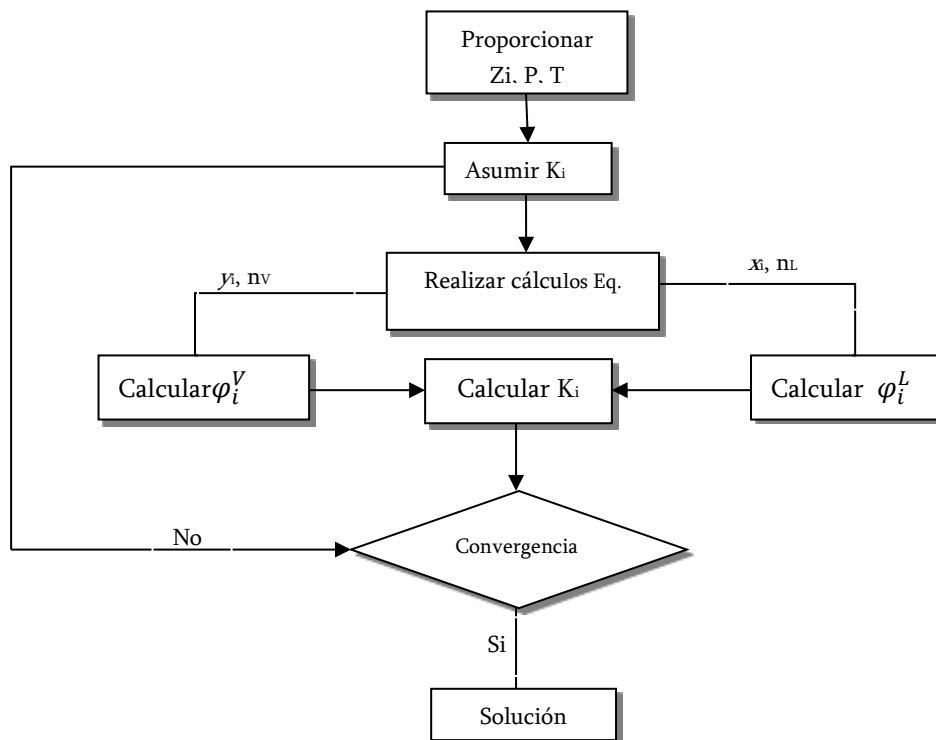 Proporcionar
Zi. P. T
Asumir Ki
Realizar cálculos Eq.
yi, nV
xi, nL
Calcular φ_i^V
Calcular Ki
Calcular φ_i^L
Convergencia
No
Si
Solución